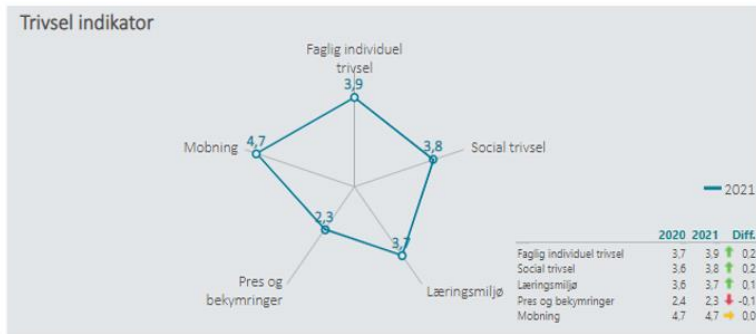 Trivsel indikator
Faglig individuel
trivsel
3,9
4,7
Mobning
3,8
Social trivsel
2,3
3,7
Pres og
bekymringer
Læringsmiljø
2021
2020 2021 Diff.
Faglig individuel trivsel 3,7 3,9 0,2
Social trivsel 3,6 3,8 0,2
Læringsmiljø 3,6 3,7 0,1
Pres og bekymringer 2,4 2,3 -0,1
Mobning 4,7 4,7 0,0